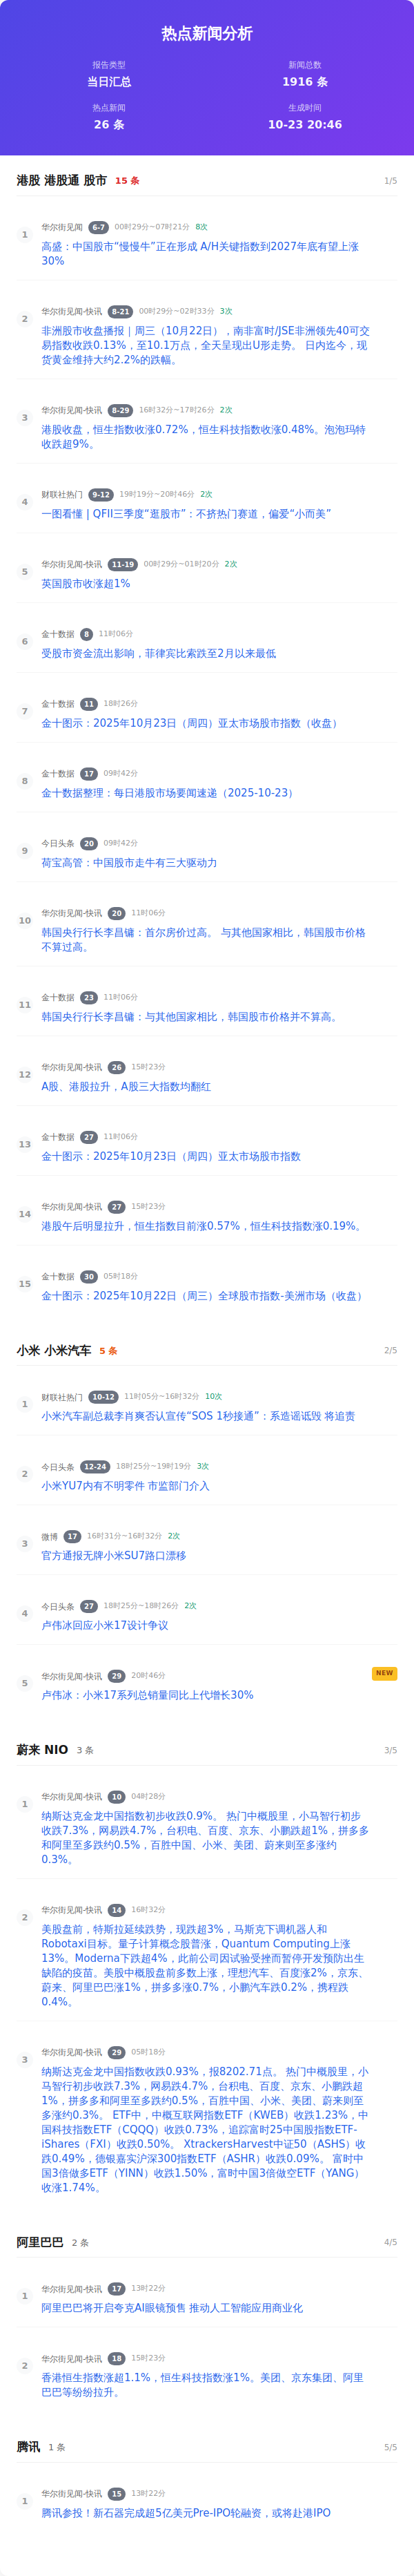 热点新闻分析
报告类型
当日汇总
新闻总数
1916 条
热点新闻
26 条
生成时间
10-23 20:46
港股 港股通 股市 15 条 1/5
1
华尔街见闻 6-7 00时29分~07时21分 8次
高盛：中国股市“慢慢牛”正在形成 A/H关键指数到2027年底有望上涨
30%
2
华尔街见闻-快讯 8-21 00时29分~02时33分 3次
非洲股市收盘播报｜周三（10月22日），南非富时/JSE非洲领先40可交
易指数收跌0.13%，至10.1万点，全天呈现出U形走势。 日内迄今，现
货黄金维持大约2.2%的跌幅。
3
华尔街见闻-快讯 8-29 16时32分~17时26分 2次
港股收盘，恒生指数收涨0.72%，恒生科技指数收涨0.48%。泡泡玛特
收跌超9%。
4
财联社热门 9-12 19时19分~20时46分 2次
一图看懂 | QFII三季度“逛股市”：不挤热门赛道，偏爱“小而美”
5
华尔街见闻-快讯 11-19 00时29分~01时20分 2次
英国股市收涨超1%
6
金十数据 8 11时06分
受股市资金流出影响，菲律宾比索跌至2月以来最低
7
金十数据 11 18时26分
金十图示：2025年10月23日（周四）亚太市场股市指数（收盘）
8
金十数据 17 09时42分
金十数据整理：每日港股市场要闻速递（2025-10-23）
9
今日头条 20 09时42分
荷宝高管：中国股市走牛有三大驱动力
10
华尔街见闻-快讯 20 11时06分
韩国央行行长李昌镛：首尔房价过高。 与其他国家相比，韩国股市价格
不算过高。
11
金十数据 23 11时06分
韩国央行行长李昌镛：与其他国家相比，韩国股市价格并不算高。
12
华尔街见闻-快讯 26 15时23分
A股、港股拉升，A股三大指数均翻红
13
金十数据 27 11时06分
金十图示：2025年10月23日（周四）亚太市场股市指数
14
华尔街见闻-快讯 27 15时23分
港股午后明显拉升，恒生指数目前涨0.57%，恒生科技指数涨0.19%。
15
金十数据 30 05时18分
金十图示：2025年10月22日（周三）全球股市指数-美洲市场（收盘）
小米 小米汽车 5 条 2/5
1
财联社热门 10-12 11时05分~16时32分 10次
小米汽车副总裁李肖爽否认宣传“SOS 1秒接通”：系造谣诋毁 将追责
2
今日头条 12-24 18时25分~19时19分 3次
小米YU7内有不明零件 市监部门介入
3
微博 17 16时31分~16时32分 2次
官方通报无牌小米SU7路口漂移
4
今日头条 27 18时25分~18时26分 2次
卢伟冰回应小米17设计争议
5
华尔街见闻-快讯 29 20时46分 NEW
卢伟冰：小米17系列总销量同比上代增长30%
蔚来 NIO 3 条 3/5
1
华尔街见闻-快讯 10 04时28分
纳斯达克金龙中国指数初步收跌0.9%。 热门中概股里，小马智行初步
收跌7.3%，网易跌4.7%，台积电、百度、京东、小鹏跌超1%，拼多多
和阿里至多跌约0.5%，百胜中国、小米、美团、蔚来则至多涨约
0.3%。
2
华尔街见闻-快讯 14 16时32分
美股盘前，特斯拉延续跌势，现跌超3%，马斯克下调机器人和
Robotaxi目标。量子计算概念股普涨，Quantum Computing上涨
13%。Moderna下跌超4%，此前公司因试验受挫而暂停开发预防出生
缺陷的疫苗。美股中概股盘前多数上涨，理想汽车、百度涨2%，京东、
蔚来、阿里巴巴涨1%，拼多多涨0.7%，小鹏汽车跌0.2%，携程跌
0.4%。
3
华尔街见闻-快讯 29 05时18分
纳斯达克金龙中国指数收跌0.93%，报8202.71点。 热门中概股里，小
马智行初步收跌7.3%，网易跌4.7%，台积电、百度、京东、小鹏跌超
1%，拼多多和阿里至多跌约0.5%，百胜中国、小米、美团、蔚来则至
多涨约0.3%。 ETF中，中概互联网指数ETF（KWEB）收跌1.23%，中
国科技指数ETF（CQQQ）收跌0.73%，追踪富时25中国股指数ETF-
iShares（FXI）收跌0.50%。 XtrackersHarvest中证50（ASHS）收
跌0.49%，德银嘉实沪深300指数ETF（ASHR）收跌0.09%。 富时中
国3倍做多ETF（YINN）收跌1.50%，富时中国3倍做空ETF（YANG）
收涨1.74%。
阿里巴巴 2 条 4/5
1
华尔街见闻-快讯 17 13时22分
阿里巴巴将开启夸克AI眼镜预售 推动人工智能应用商业化
2
华尔街见闻-快讯 18 15时23分
香港恒生指数涨超1.1%，恒生科技指数涨1%。美团、京东集团、阿里
巴巴等纷纷拉升。
腾讯 1 条 5/5
1
华尔街见闻-快讯 15 13时22分
腾讯参投！新石器完成超5亿美元Pre-IPO轮融资，或将赴港IPO